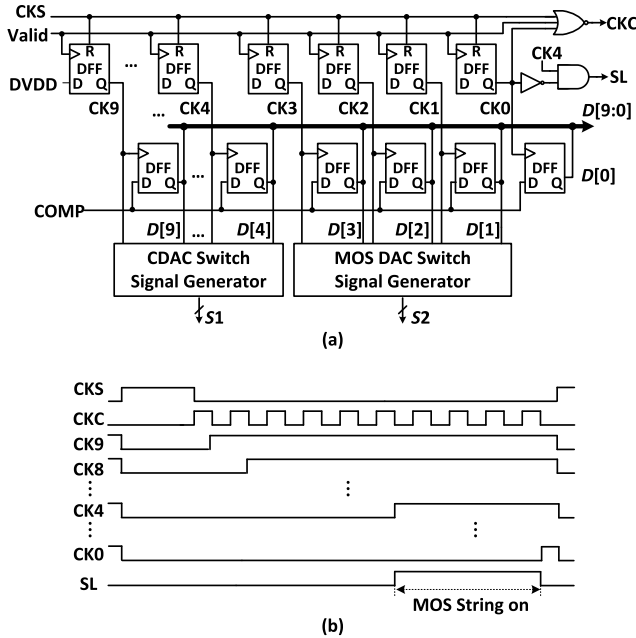 CKS
Valid
CKC
R R R R R R
DFF DFF DFF DFF DFF DFF
DVDD D Q D Q D Q D Q D Q D Q
...
CK4
SL
CK9 CK4 CK3 CK2 CK1 CK0
... D[9:0]
DFF DFF DFF DFF DFF DFF
D Q ... D Q D Q D Q D Q D Q
D[0]
COMP
D[9] ... D[4] D[3] D[2] D[1]
CDAC Switch MOS DAC Switch
Signal Generator Signal Generator
S1 S2
(a)
CKS
CKC
CK9
CK8
CK4
CK0
SL
MOS String on
(b)